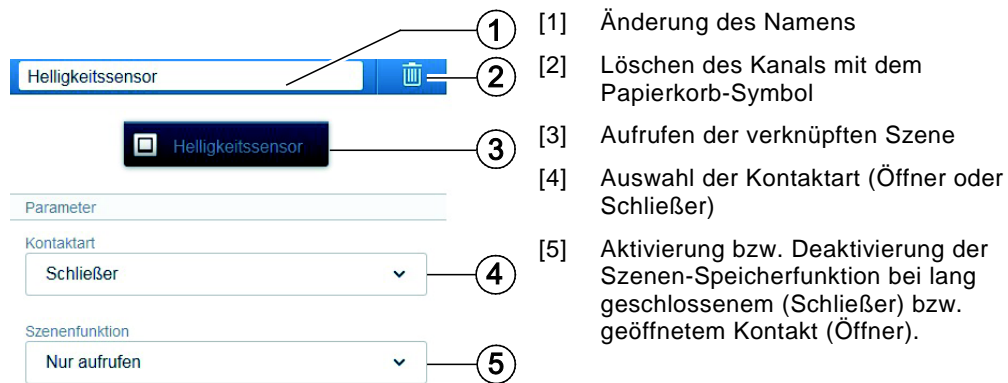 Helligkeitssensor
Helligkeitssensor
Parameter
Kontaktart
Schließer
Szenenfunktion
Nur aufrufen
1
2
3
4
5
[1] Änderung des Namens
[2] Löschen des Kanals mit dem
Papierkorb-Symbol
[3] Aufrufen der verknüpften Szene
[4] Auswahl der Kontaktart (Öffner oder
Schließer)
[5] Aktivierung bzw. Deaktivierung der
Szenen-Speicherfunktion bei lang
geschlossenem (Schließer) bzw.
geöffnetem Kontakt (Öffner).